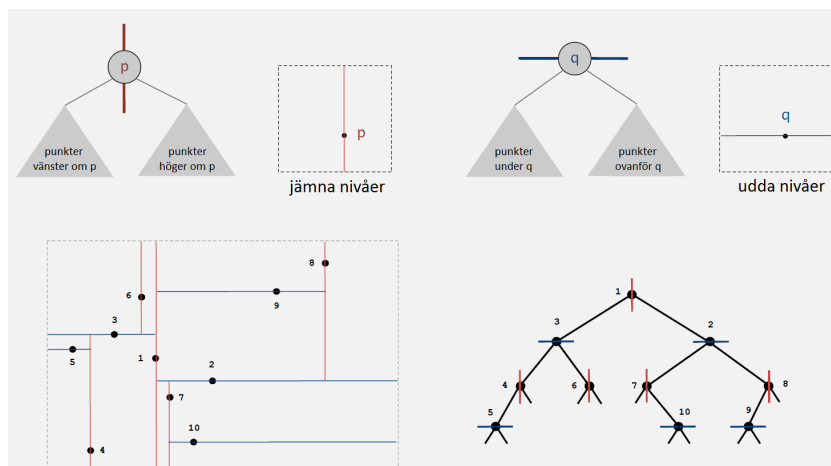 p
punkter
vänster om p
punkter
höger om p
p
jämna nivåer
q
punkter
under q
punkter
ovanför q
q
udda nivåer
8
6
9
3
1
5
2
7
10
4
1
3
2
4
6
7
8
5
10
9